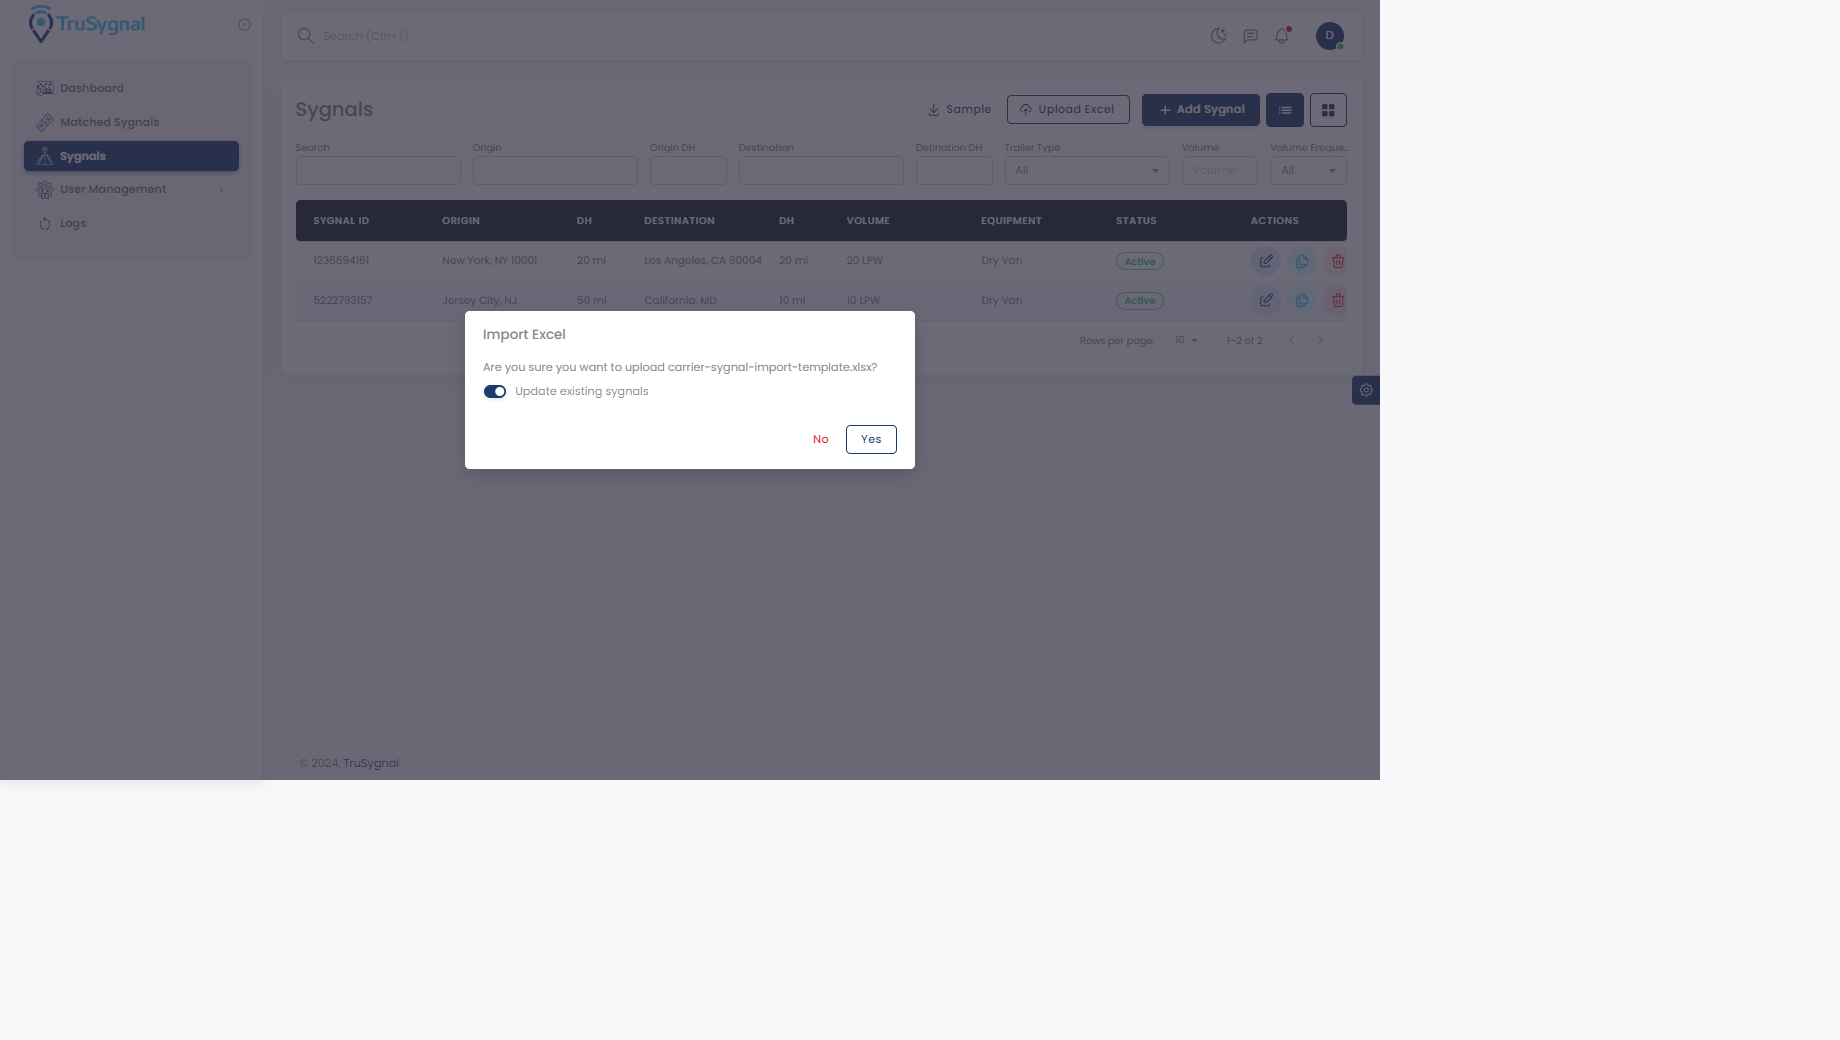 TruSygnal
Search (Ctrl+/)
D
Dashboard
Matched Sygnals
Sygnals
User Management
Logs
Sygnals
Sample
Upload Excel
Add Sygnal
Search
Origin
Origin DH
Destination
Detination DH
Trailer Type
Volume
Volume Freque...
All
Volume
All
SYGNAL ID ORIGIN DH DESTINATION DH VOLUME EQUIPMENT STATUS ACTIONS
1236694161 New York, NY 10001 20 mi Los Angeles, CA 90004 20 mi 20 LPW Dry Van Active
5222793157 Jersey City, NJ 50 mi California, MD 10 mi 10 LPW Dry Van Active
Rows per page: 10 1–2 of 2
Import Excel
Are you sure you want to upload carrier-sygnal-import-template.xlsx?
Update existing sygnals
No
Yes
© 2024, TruSygnal